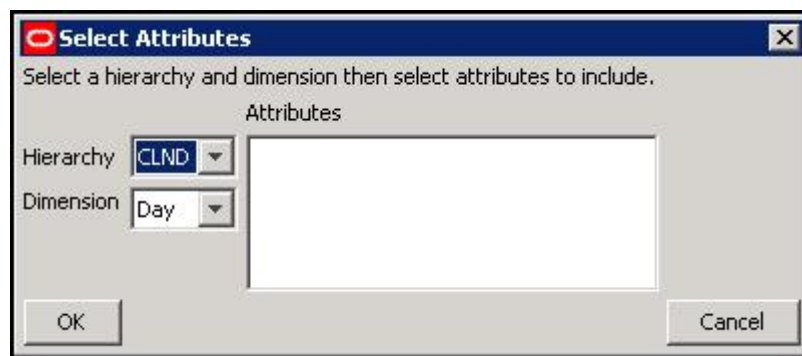 Select Attributes
Select a hierarchy and dimension then select attributes to include.
Attributes
Hierarchy CLND
Dimension Day
OK Cancel